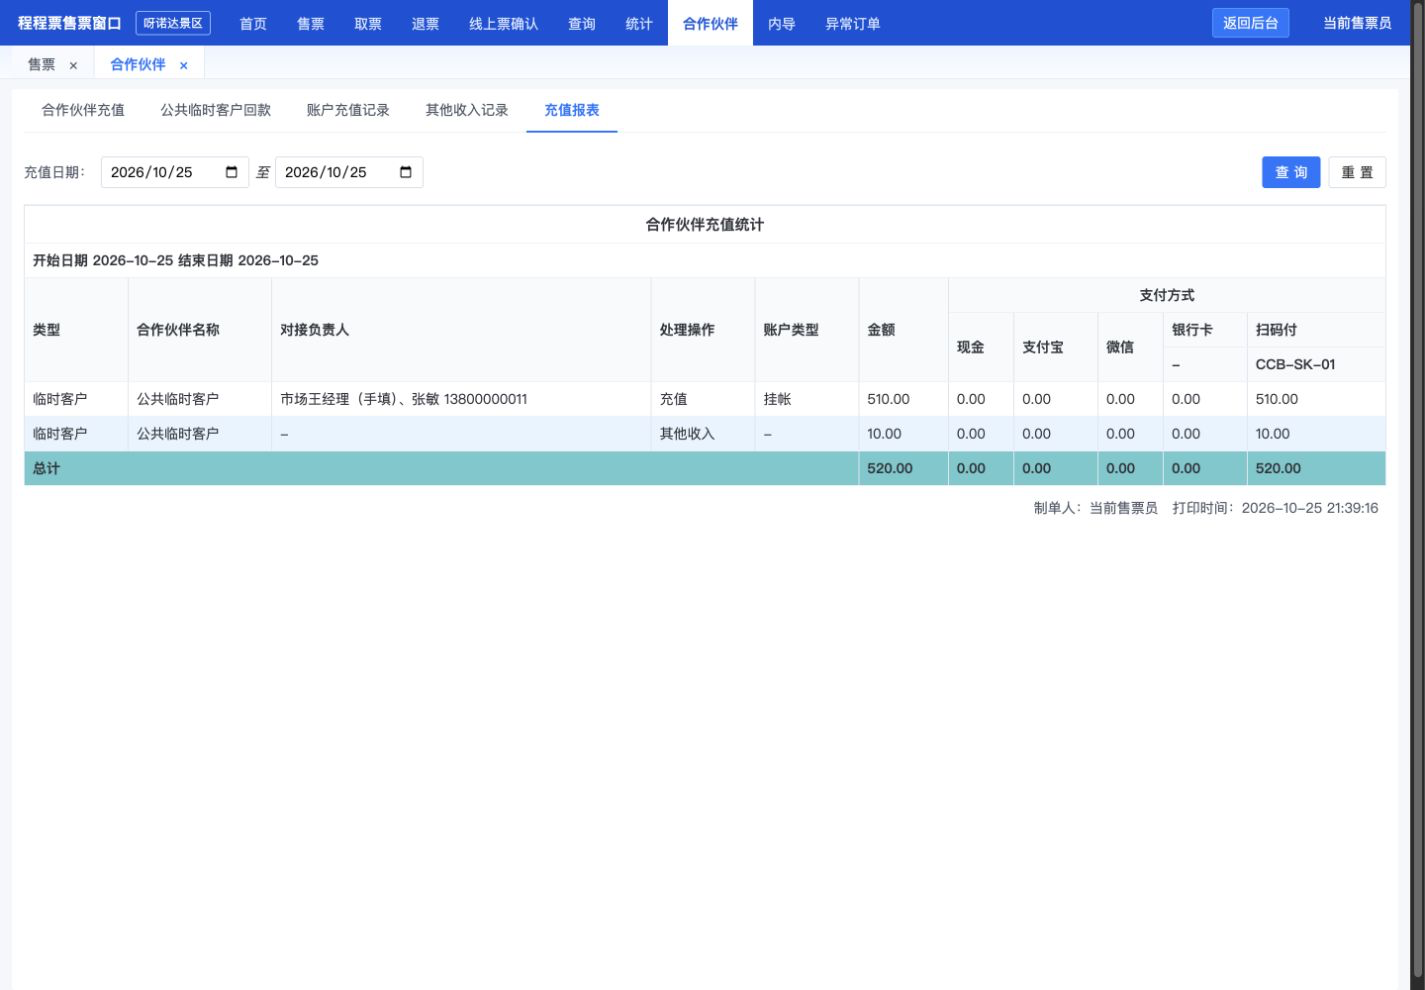 程程票售票窗口 呀诺达景区 首页 售票 取票 退票 线上票确认 查询 统计 合作伙伴 内导 异常订单 返回后台 当前售票员
售票 × 合作伙伴 ×
合作伙伴充值 公共临时客户回款 账户充值记录 其他收入记录 充值报表
充值日期： 2026/10/25 至 2026/10/25 查 询 重 置
合作伙伴充值统计
开始日期 2026-10-25 结束日期 2026-10-25
类型 合作伙伴名称 对接负责人 处理操作 账户类型 金额 支付方式
现金 支付宝 微信 银行卡 扫码付
- CCB-SK-01
临时客户 公共临时客户 市场王经理（手填）、张敏 13800000011 充值 挂帐 510.00 0.00 0.00 0.00 0.00 510.00
临时客户 公共临时客户 - 其他收入 - 10.00 0.00 0.00 0.00 0.00 10.00
总计 520.00 0.00 0.00 0.00 0.00 520.00
制单人： 当前售票员 打印时间： 2026-10-25 21:39:16